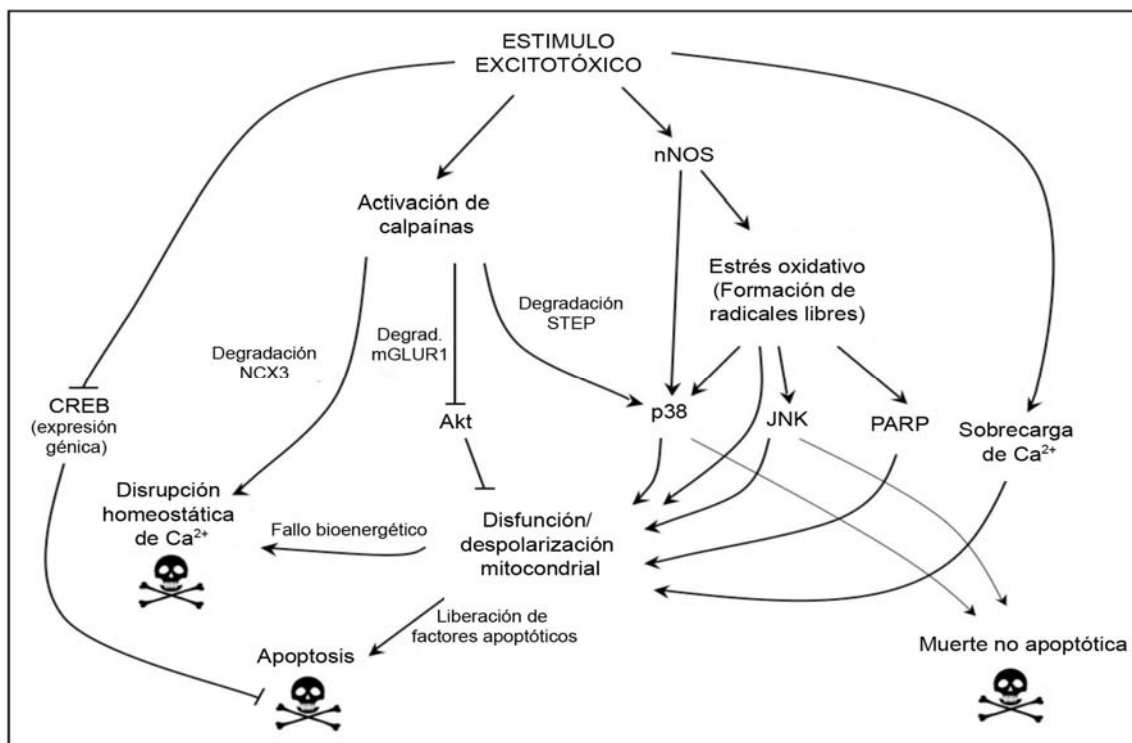 ESTIMULO
EXCITOTÓXICO
nNOS
Activación de
calpaínas
Estrés oxidativo
(Formación de
radicales libres)
Degradación
STEP
Degrad.
mGLUR1
Degradación
NCX3
CREB
(expresión
génica)
Akt
p38
JNK
PARP
Sobrecarga
de Ca²⁺
Disrupción
homeostática
de Ca²⁺
Fallo bioenergético
Disfunción/
despolarización
mitocondrial
Liberación de
factores apoptóticos
Apoptosis
Muerte no apoptótica